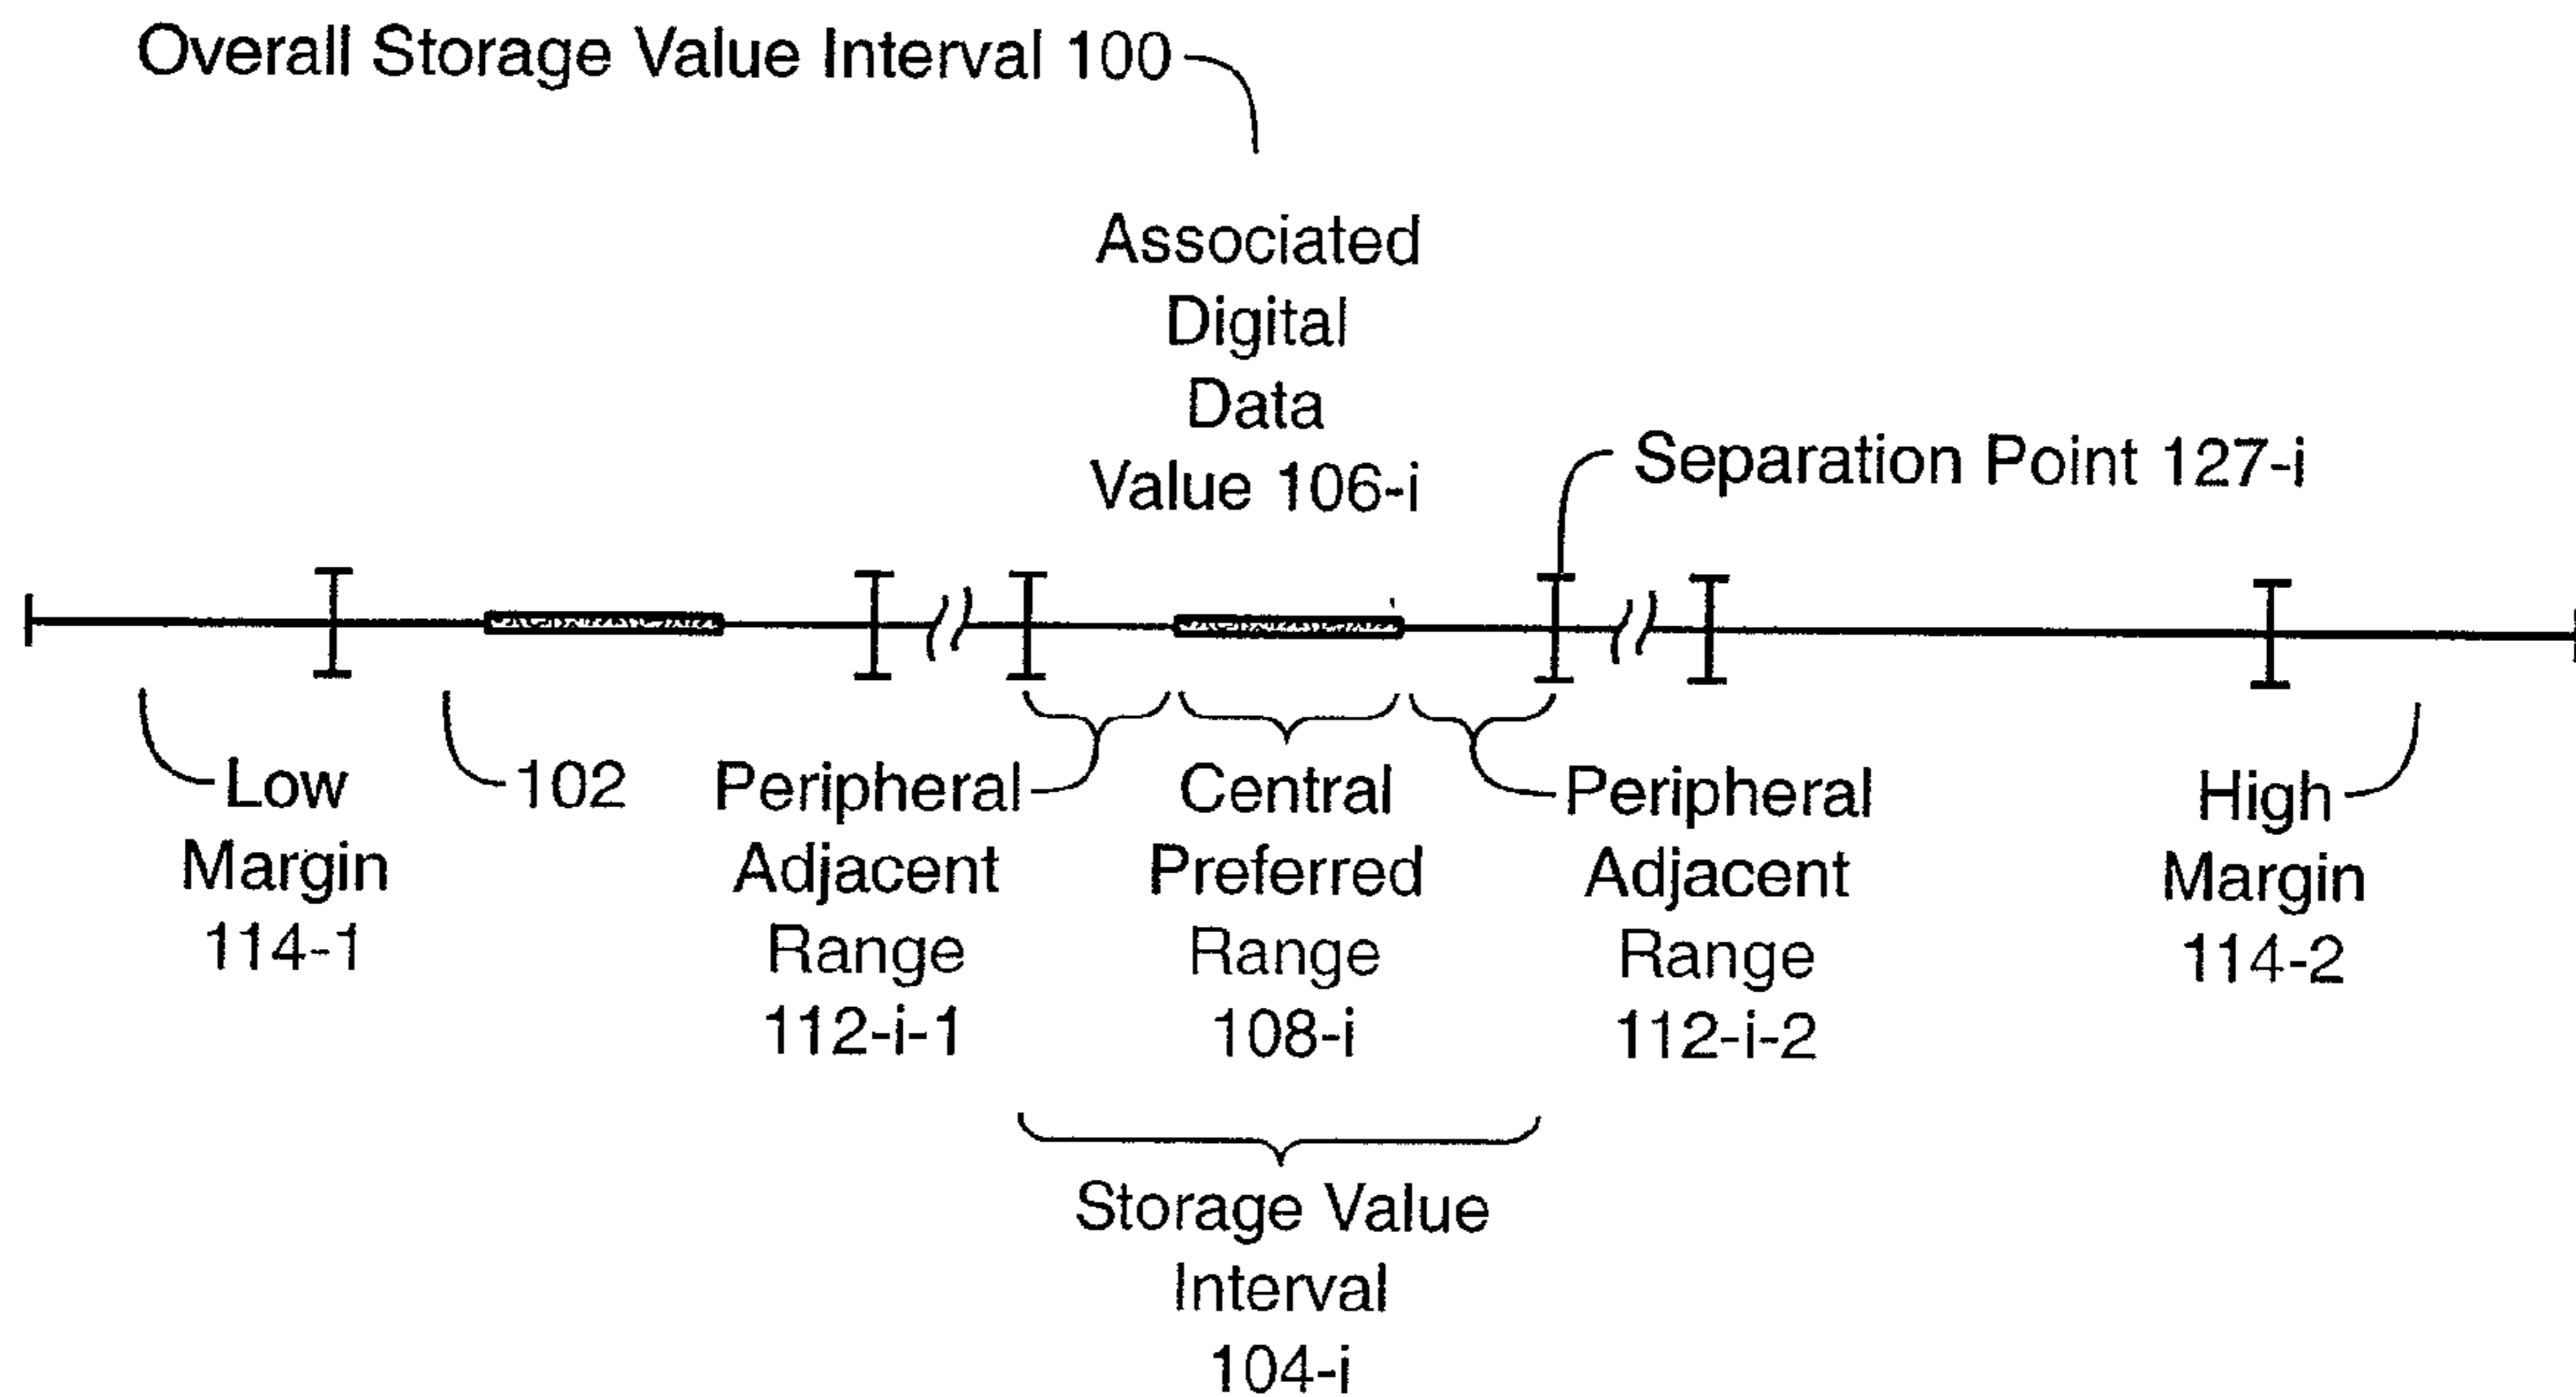 Overall Storage Value Interval 100
Associated
Digital
Data
Value 106-i
Separation Point 127-i
Low
Margin
114-1
102
Peripheral
Adjacent
Range
112-i-1
Central
Preferred
Range
108-i
Peripheral
Adjacent
Range
112-i-2
High
Margin
114-2
Storage Value
Interval
104-i